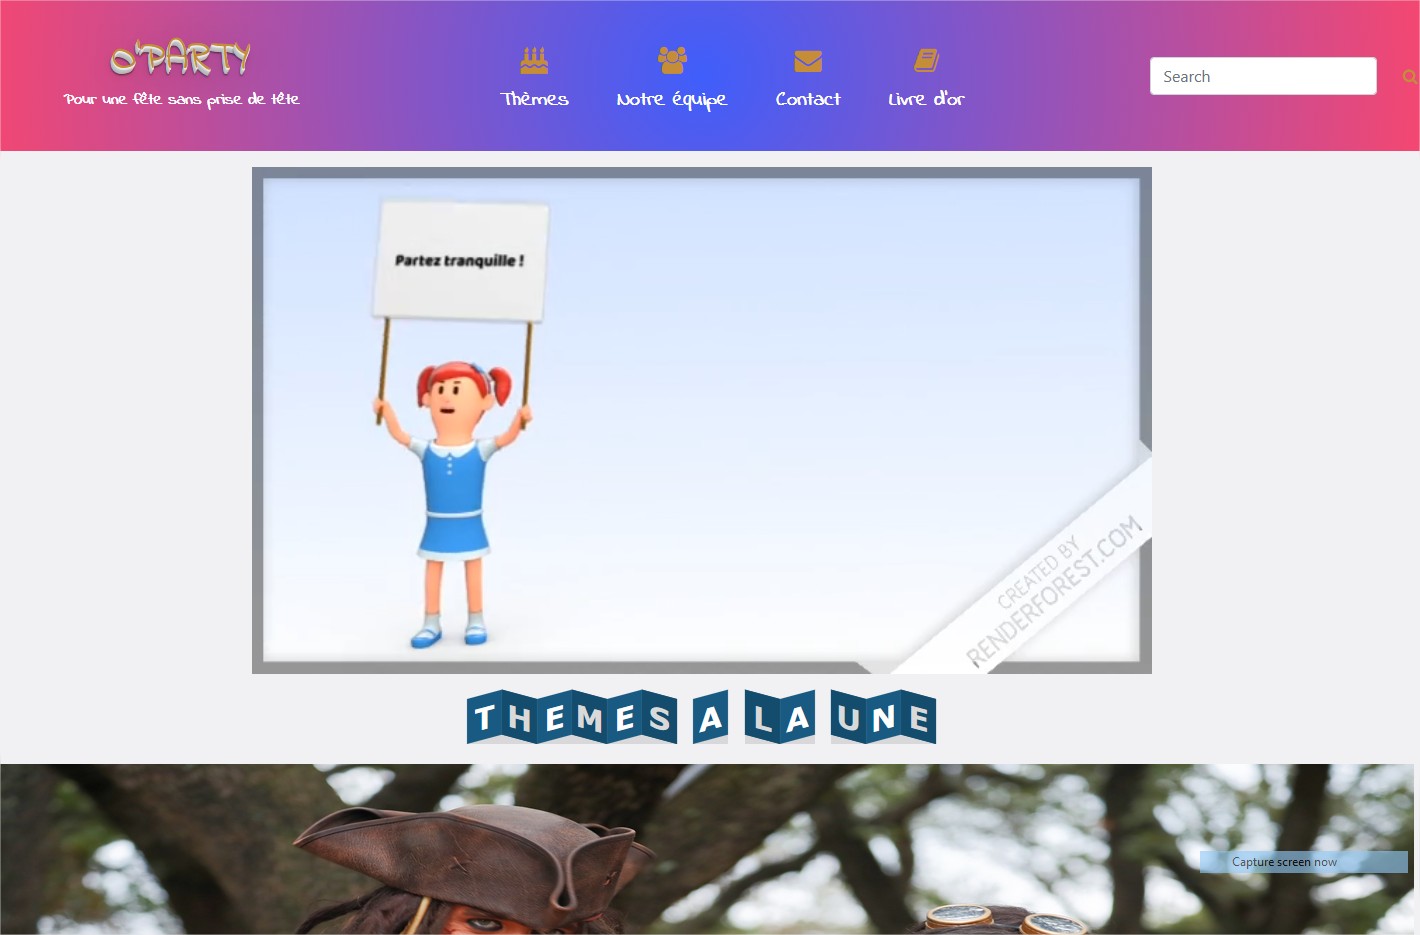 O'PARTY
Pour une fête sans prise de tête
Thèmes
Notre équipe
Contact
Livre d'or
Search
Partez tranquille !
CREATED BY
RENDERFOREST.COM
THEMES A LA UNE
Capture screen now